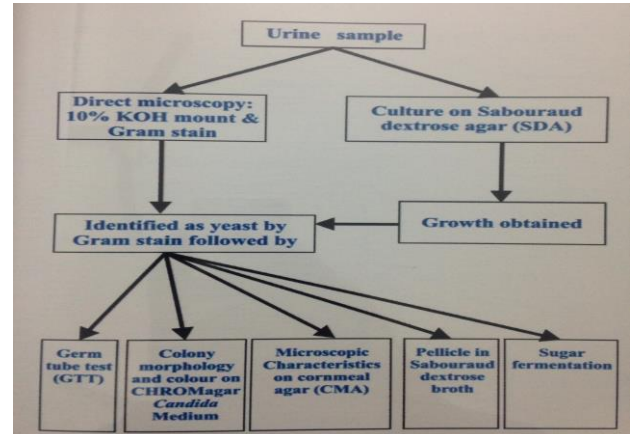 Urine sample
Direct microscopy:
10% KOH mount &
Gram stain
Culture on Sabouraud
dextrose agar (SDA)
Identified as yeast by
Gram stain followed by
Growth obtained
Germ
tube test
(GTT)
Colony
morphology
and colour on
CHROMagar
Candida
Medium
Microscopic
Characteristics
on cornmeal
agar (CMA)
Pellicle in
Sabouraud
dextrose
broth
Sugar
fermentation